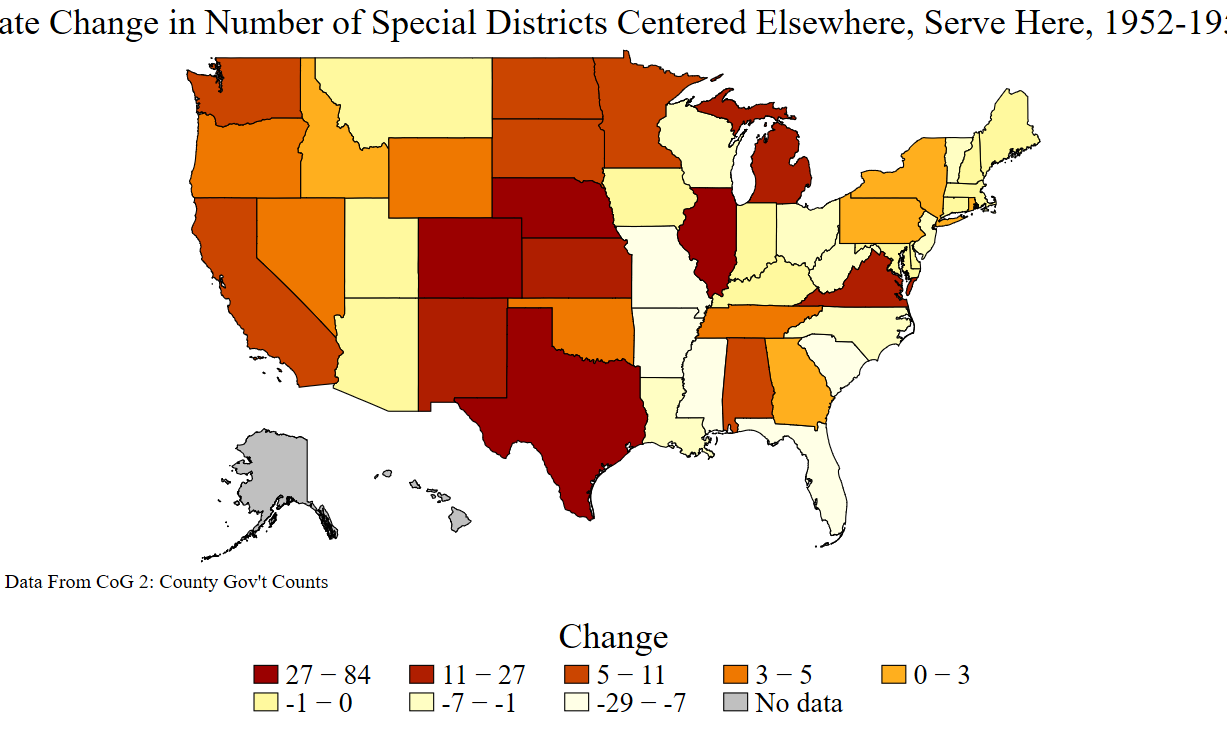 ate Change in Number of Special Districts Centered Elsewhere, Serve Here, 1952-195
Data From CoG 2: County Gov't Counts
Change
27 − 84 11 − 27 5 − 11 3 − 5 0 − 3
-1 − 0 -7 − -1 -29 − -7 No data